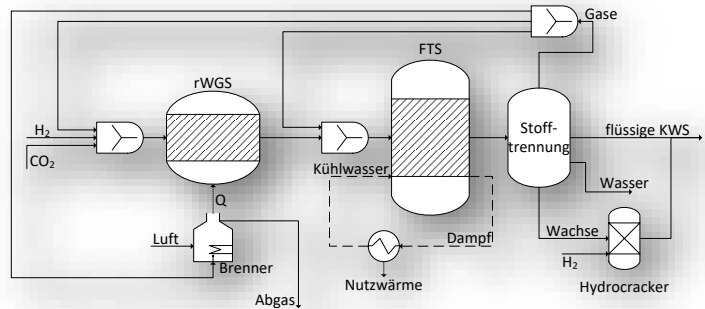 Gase
rWGS
FTS
H₂
CO₂
Stoff-
trennung
flüssige KWS
Kühlwasser
Wasser
Q
Luft
Brenner
Dampf
Wachse
H₂
Nutzwärme
Hydrocracker
Abgas